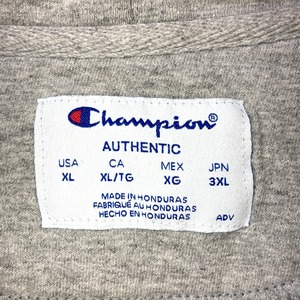 Champion
AUTHENTIC
USA CA MEX JPN
XL XL/TG XG 3XL
MADE IN HONDURAS
FABRIQUÉ AU HONDURAS
HECHO EN HONDURAS ADV